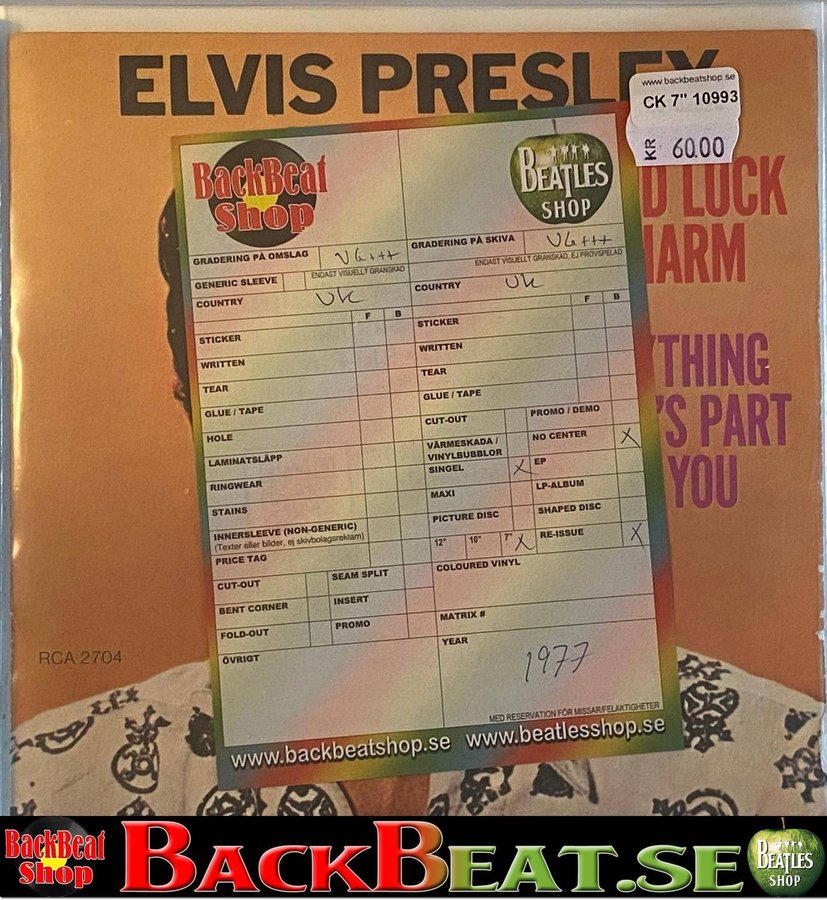 ELVIS PRESLEY
www.backbeatshop.se
CK 7" 10993
KR 60.00
D LUCK
IARM
YTHING
'S PART
YOU
RCA 2704
BackBeat
Shop
BEATLES
SHOP
GRADERING PÅ OMSLAG VG+++
ENDAST VISUELLT GRANSKAD
GENERIC SLEEVE
COUNTRY UK
F B
STICKER
WRITTEN
TEAR
GLUE / TAPE
HOLE
LAMINATSLÄPP
RINGWEAR
STAINS
INNERSLEEVE (NON-GENERIC)
(Texter eller bilder, ej skivbolagsreklam)
PRICE TAG
CUT-OUT SEAM SPLIT
BENT CORNER INSERT
FOLD-OUT PROMO
ÖVRIGT
GRADERING PÅ SKIVA VG+++
ENDAST VISUELLT GRANSKAD, EJ PROVSPELAD
COUNTRY UK
F B
STICKER
WRITTEN
TEAR
GLUE / TAPE
CUT-OUT PROMO / DEMO
VÄRMESKADA / NO CENTER X
VINYLBUBBLOR
SINGEL X EP
MAXI LP-ALBUM
PICTURE DISC SHAPED DISC
12" 10" 7" X RE-ISSUE X
COLOURED VINYL
MATRIX #
YEAR
1977
MED RESERVATION FÖR MISSAR/FELAKTIGHETER
www.backbeatshop.se www.beatlesshop.se
BackBeat
Shop
BACKBEAT.SE
BEATLES
SHOP